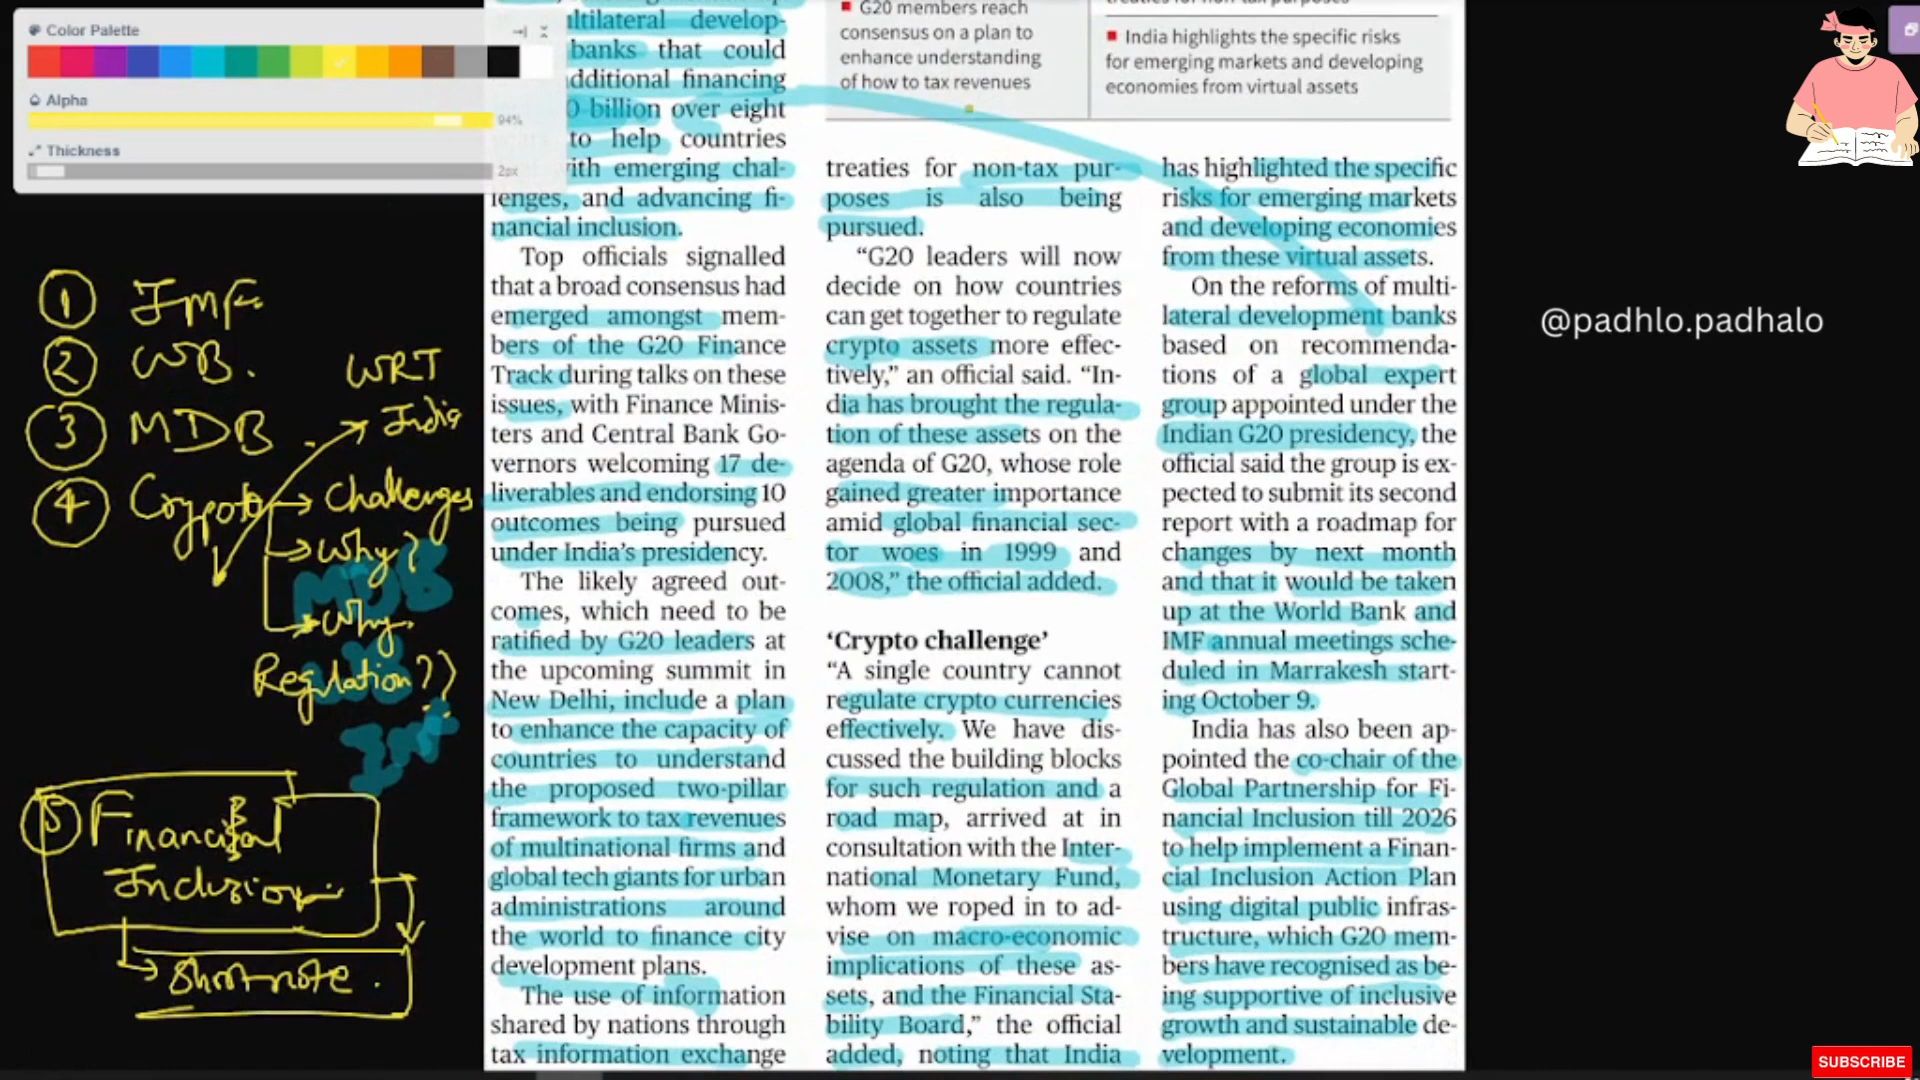 Color Palette
Alpha
94%
Thickness
2px
1 IMF.
2 WB.
3 MDB.
WRT
India
4 Crypto
Challenges
Why?
Why
Regulation??
MDB
5 Financial
Inclusion
Short note.
ultilateral develop-
banks that could
dditional financing
0 billion over eight
to help countries
ith emerging chal-
lenges, and advancing fi-
nancial inclusion.
Top officials signalled
that a broad consensus had
emerged amongst mem-
bers of the G20 Finance
Track during talks on these
issues, with Finance Minis-
ters and Central Bank Go-
vernors welcoming 17 de-
liverables and endorsing 10
outcomes being pursued
under India's presidency.
The likely agreed out-
comes, which need to be
ratified by G20 leaders at
the upcoming summit in
New Delhi, include a plan
to enhance the capacity of
countries to understand
the proposed two-pillar
framework to tax revenues
of multinational firms and
global tech giants for urban
administrations around
the world to finance city
development plans.
The use of information
shared by nations through
tax information exchange
G20 members reach
consensus on a plan to
enhance understanding
of how to tax revenues
treaties for non-tax purposes
India highlights the specific risks
for emerging markets and developing
economies from virtual assets
treaties for non-tax pur-
poses is also being
pursued.
“G20 leaders will now
decide on how countries
can get together to regulate
crypto assets more effec-
tively,” an official said. “In-
dia has brought the regula-
tion of these assets on the
agenda of G20, whose role
gained greater importance
amid global financial sec-
tor woes in 1999 and
2008,” the official added.
‘Crypto challenge’
“A single country cannot
regulate crypto currencies
effectively. We have dis-
cussed the building blocks
for such regulation and a
road map, arrived at in
consultation with the Inter-
national Monetary Fund,
whom we roped in to ad-
vise on macro-economic
implications of these as-
sets, and the Financial Sta-
bility Board,” the official
added, noting that India
has highlighted the specific
risks for emerging markets
and developing economies
from these virtual assets.
On the reforms of multi-
lateral development banks
based on recommenda-
tions of a global expert
group appointed under the
Indian G20 presidency, the
official said the group is ex-
pected to submit its second
report with a roadmap for
changes by next month
and that it would be taken
up at the World Bank and
IMF annual meetings sche-
duled in Marrakesh start-
ing October 9.
India has also been ap-
pointed the co-chair of the
Global Partnership for Fi-
nancial Inclusion till 2026
to help implement a Finan-
cial Inclusion Action Plan
using digital public infras-
tructure, which G20 mem-
bers have recognised as be-
ing supportive of inclusive
growth and sustainable de-
velopment.
@padhlo.padhalo
SUBSCRIBE